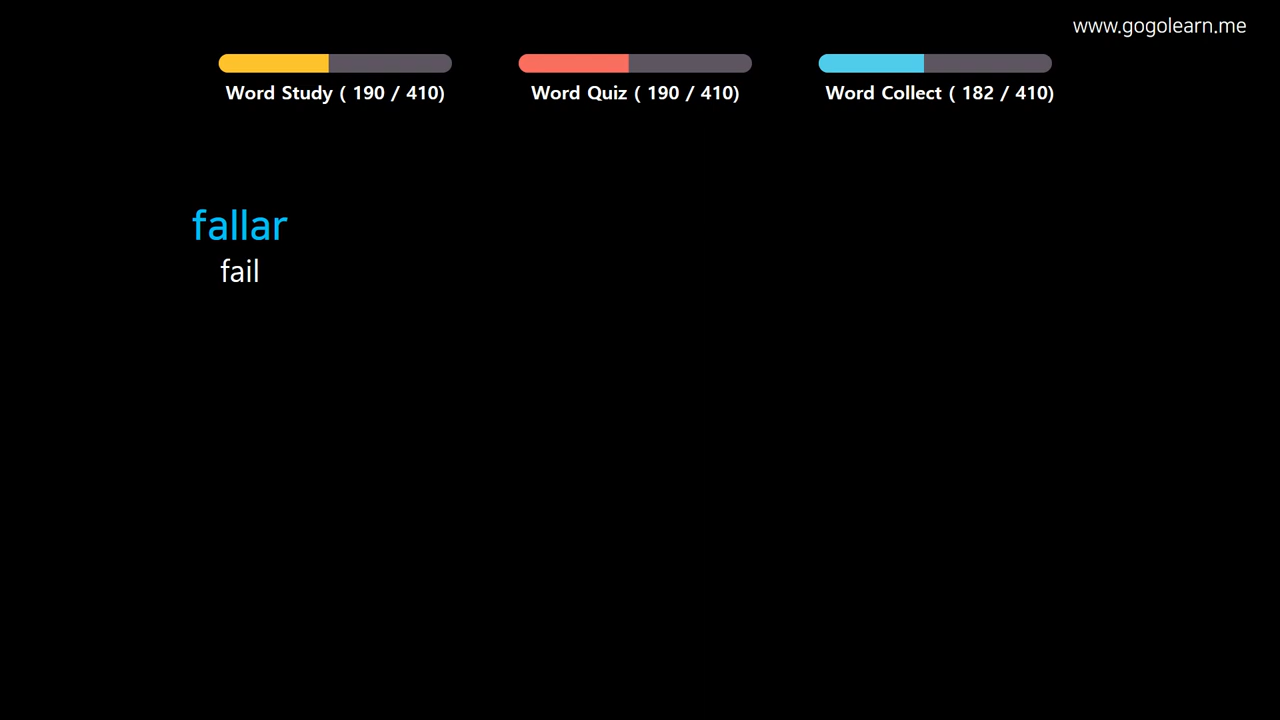 www.gogolearn.me
Word Study ( 190 / 410)
Word Quiz ( 190 / 410)
Word Collect ( 182 / 410)
fallar
fail